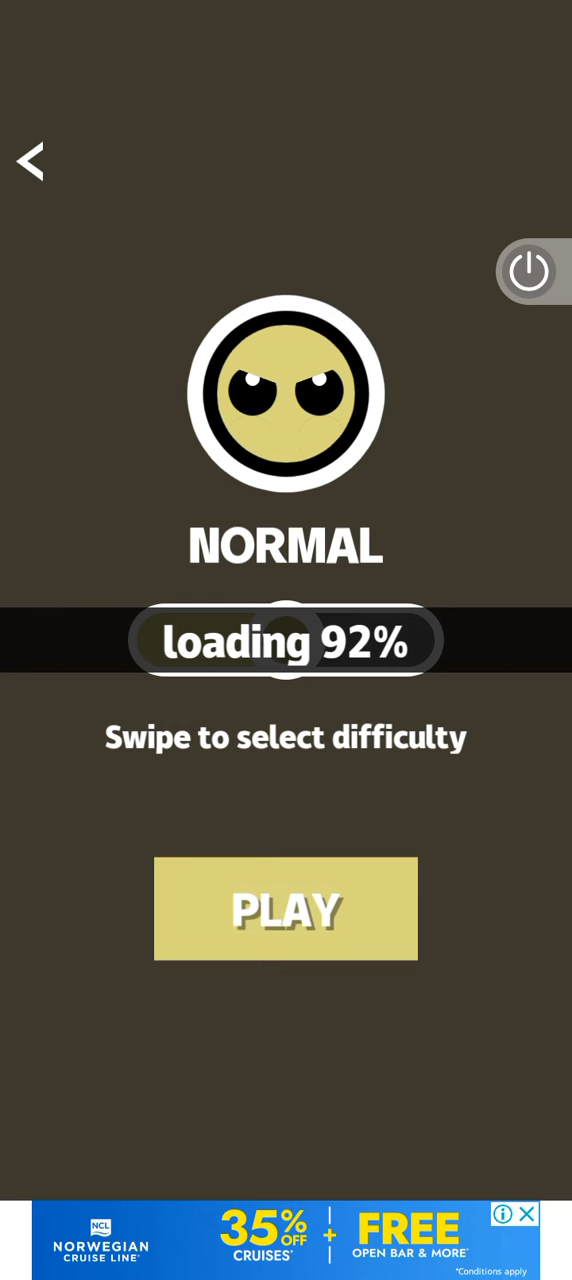 NORMAL
loading 92%
Swipe to select difficulty
PLAY
NCL
NORWEGIAN
CRUISE LINE®
35% OFF
CRUISES*
+
FREE
OPEN BAR & MORE*
*Conditions apply